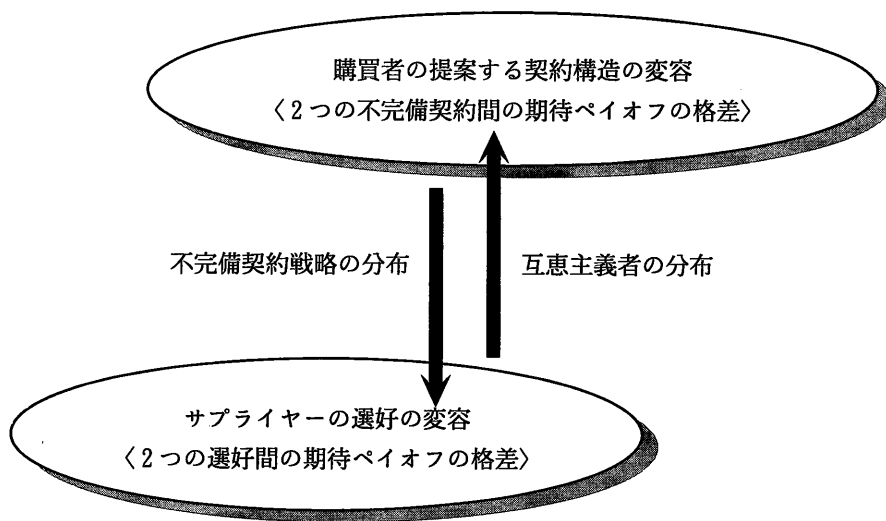 購買者の提案する契約構造の変容
〈2つの不完備契約間の期待ペイオフの格差〉
不完備契約戦略の分布
互恵主義者の分布
サプライヤーの選好の変容
〈2つの選好間の期待ペイオフの格差〉